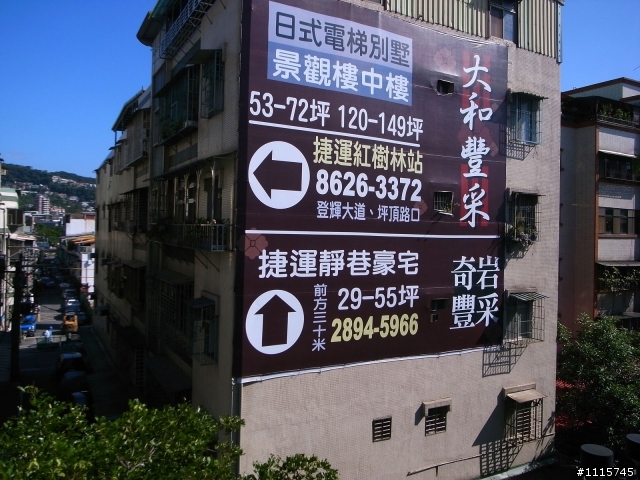 日式電梯別墅
景觀樓中樓
53-72坪 120-149坪
捷運紅樹林站
8626-3372
登輝大道、坪頂路口
大和豐采
捷運靜巷豪宅
29-55坪
前方三十米
2894-5966
岩采
奇豐
#1115745